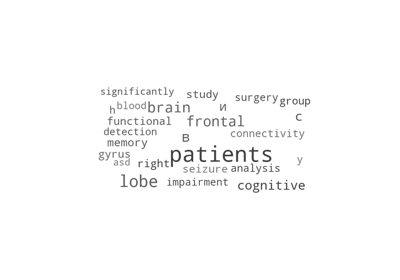 significantly study surgery group
h blood brain и
functional frontal с
detection в connectivity
memory patients
gyrus asd right у
seizure analysis
lobe impairment cognitive